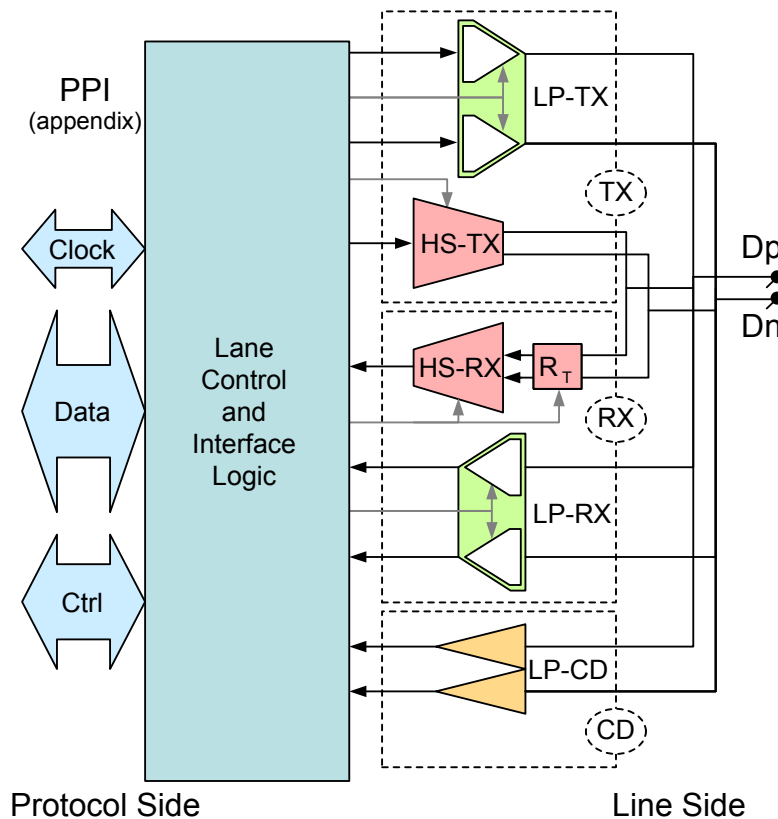 PPI
(appendix)
Clock
Data
Ctrl
Lane
Control
and
Interface
Logic
LP-TX
TX
HS-TX
Dp
Dn
HS-RX
RT
RX
LP-RX
LP-CD
CD
Protocol Side
Line Side